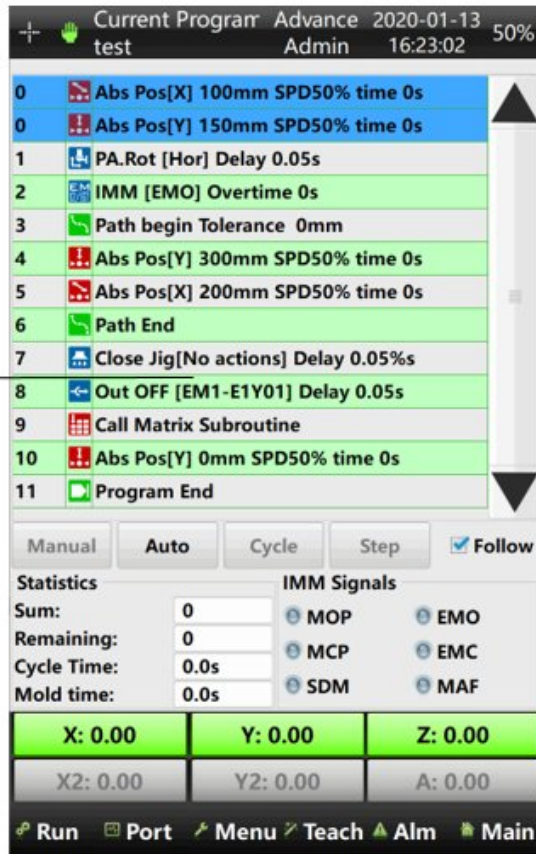 Current Program Advance 2020-01-13 50%
test Admin 16:23:02
0 Abs Pos[X] 100mm SPD50% time 0s
0 Abs Pos[Y] 150mm SPD50% time 0s
1 PA.Rot [Hor] Delay 0.05s
2 EM IMM [EMO] Overtime 0s
3 Path begin Tolerance 0mm
4 Abs Pos[Y] 300mm SPD50% time 0s
5 Abs Pos[X] 200mm SPD50% time 0s
6 Path End
7 Close Jig[No actions] Delay 0.05%s
8 Out OFF [EM1-E1Y01] Delay 0.05s
9 Call Matrix Subroutine
10 Abs Pos[Y] 0mm SPD50% time 0s
11 Program End
Manual Auto Cycle Step Follow
Statistics IMM Signals
Sum: 0 MOP EMO
Remaining: 0 MCP EMC
Cycle Time: 0.0s SDM MAF
Mold time: 0.0s
X: 0.00 Y: 0.00 Z: 0.00
X2: 0.00 Y2: 0.00 A: 0.00
Run Port Menu Teach Alm Main